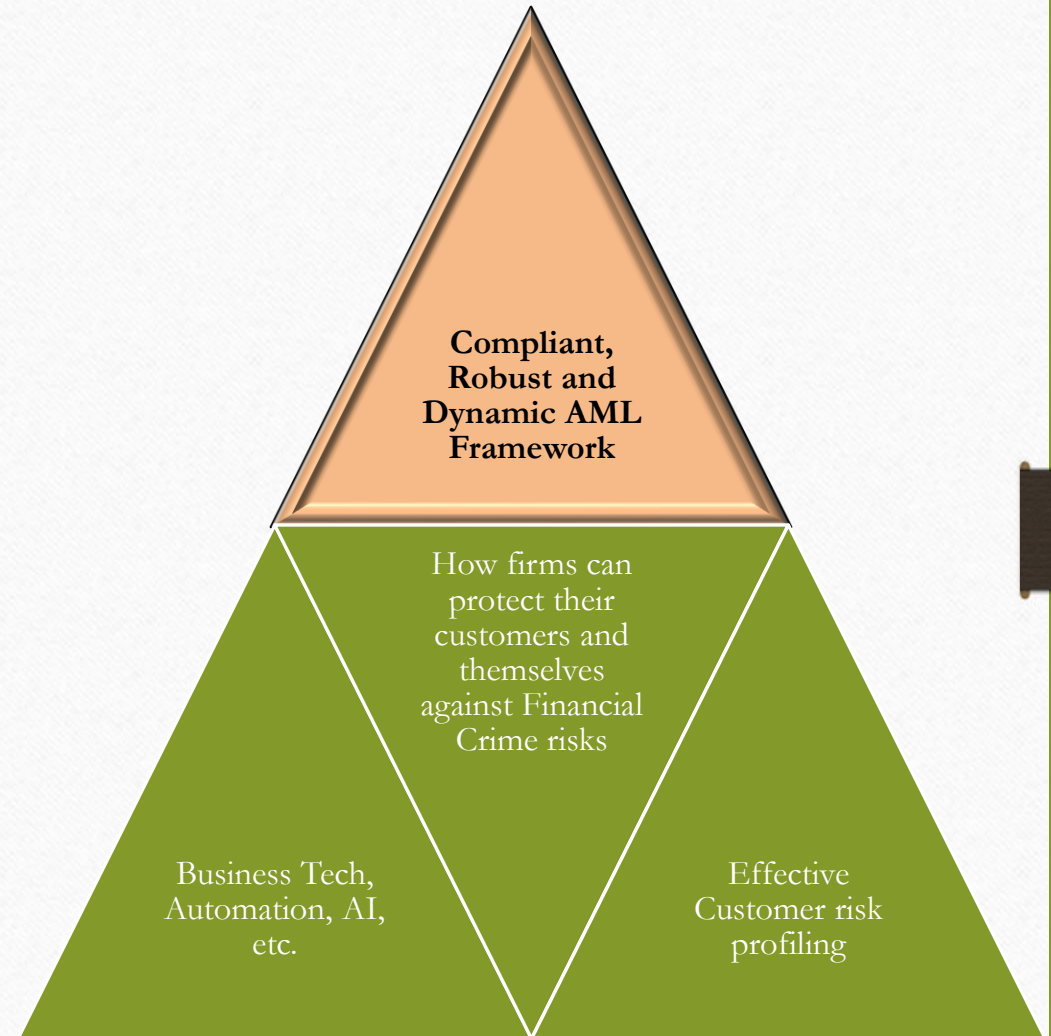 Compliant,
Robust and
Dynamic AML
Framework
How firms can
protect their
customers and
themselves
against Financial
Crime risks
Business Tech,
Automation, AI,
etc.
Effective
Customer risk
profiling